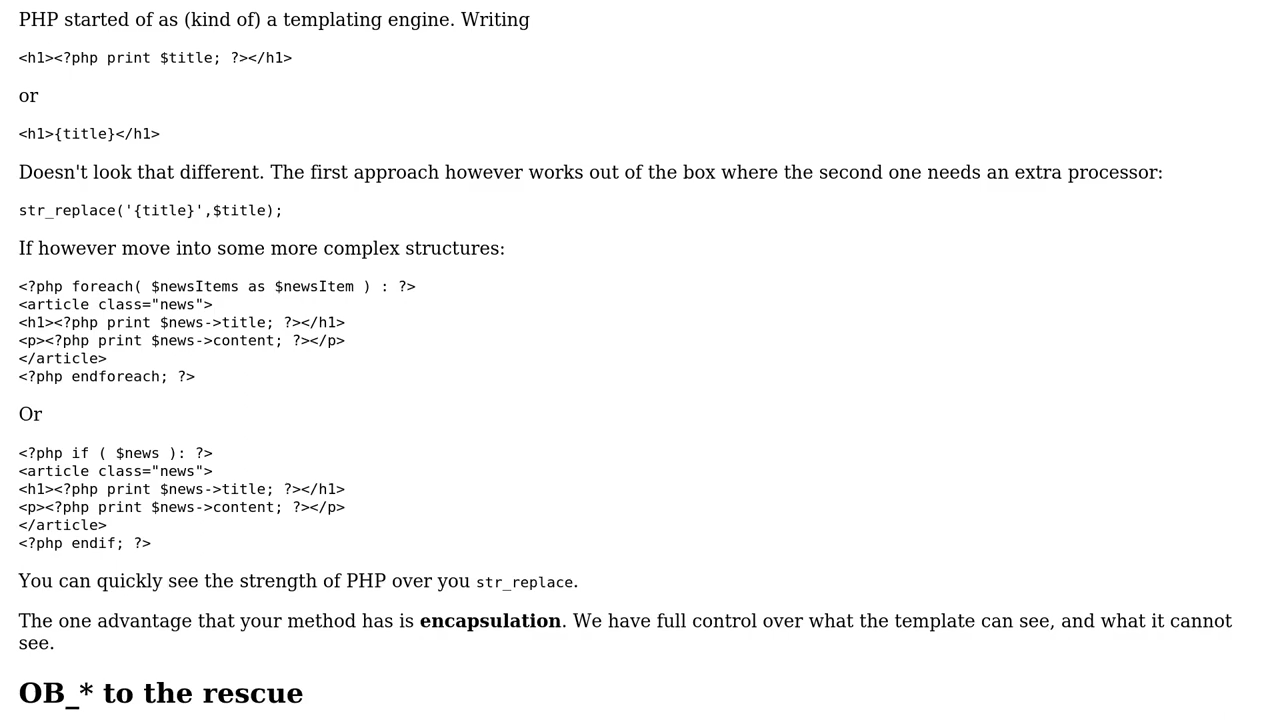 PHP started of as (kind of) a templating engine. Writing
<h1><?php print $title; ?></h1>
or
<h1>{title}</h1>
Doesn't look that different. The first approach however works out of the box where the second one needs an extra processor:
str_replace('{title}',$title);
If however move into some more complex structures:
<?php foreach( $newsItems as $newsItem ) : ?>
<article class="news">
<h1><?php print $news->title; ?></h1>
<p><?php print $news->content; ?></p>
</article>
<?php endforeach; ?>
Or
<?php if ( $news ): ?>
<article class="news">
<h1><?php print $news->title; ?></h1>
<p><?php print $news->content; ?></p>
</article>
<?php endif; ?>
You can quickly see the strength of PHP over you str_replace.
The one advantage that your method has is encapsulation. We have full control over what the template can see, and what it cannot
see.
OB_* to the rescue